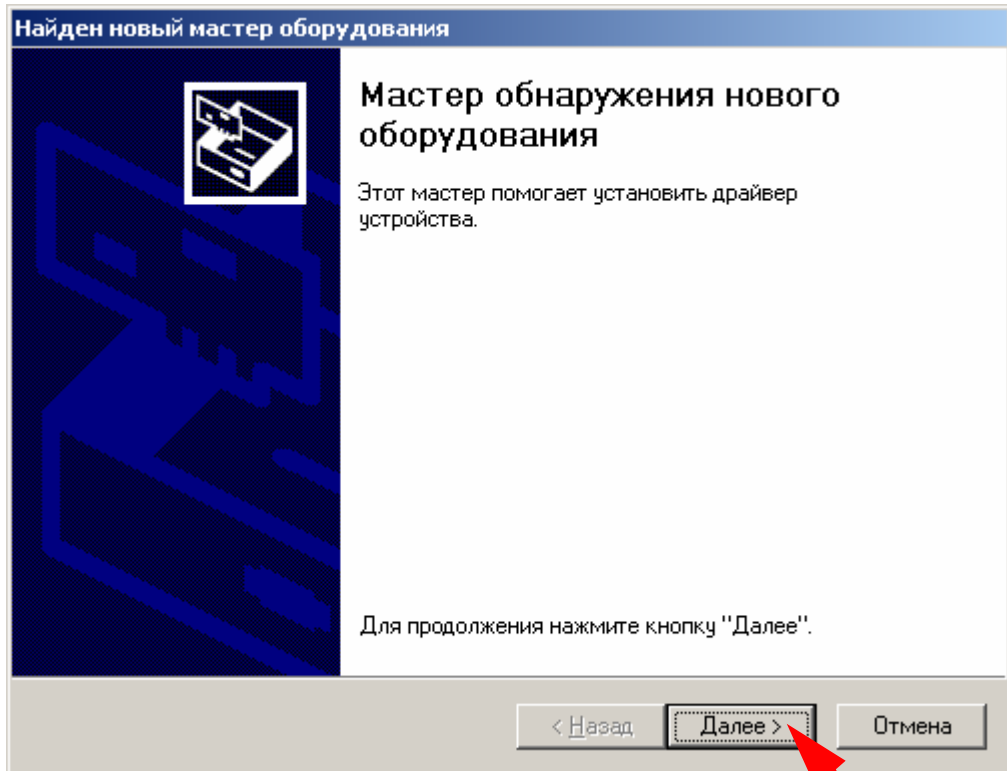 Найден новый мастер оборудования
Мастер обнаружения нового
оборудования
Этот мастер помогает установить драйвер
устройства.
Для продолжения нажмите кнопку "Далее".
< Назад
Далее >
Отмена